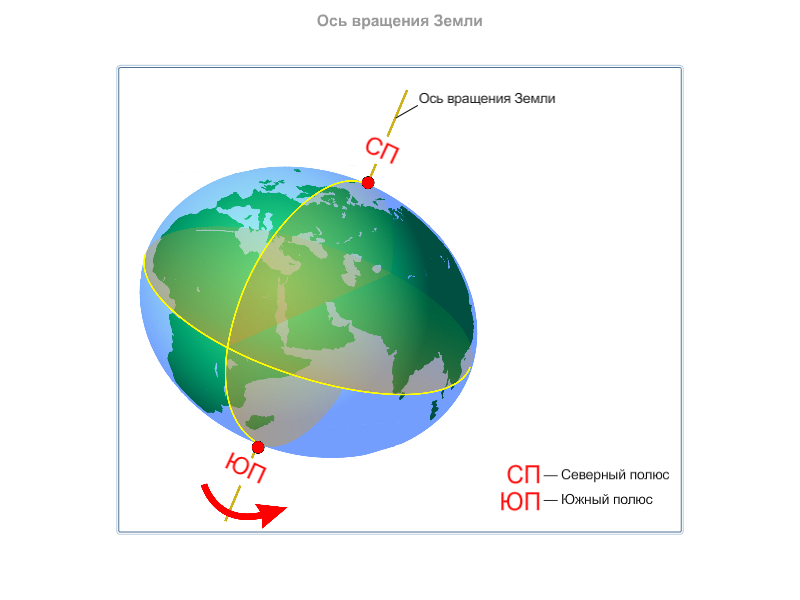 Ось вращения Земли
Ось вращения Земли
СП
ЮП
СП — Северный полюс
ЮП — Южный полюс